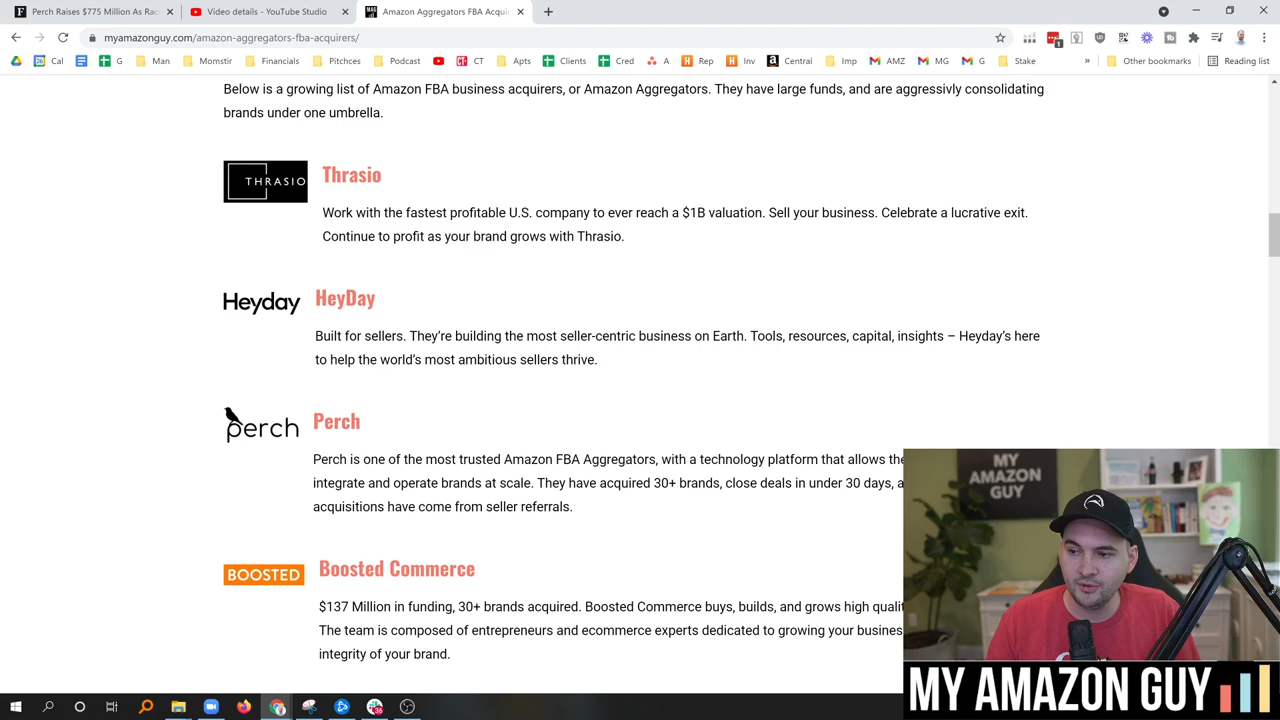 Perch Raises $775 Million As Rac
Video details - YouTube Studio
Amazon Aggregators FBA Acquir
myamazonguy.com/amazon-aggregators-fba-acquirers/
Cal
G
Man
Momstir
Financials
Pitchces
Podcast
CT
Apts
Clients
Cred
A
Rep
Inv
Central
Imp
AMZ
MG
G
Stake
»
Other bookmarks
Reading list
Below is a growing list of Amazon FBA business acquirers, or Amazon Aggregators. They have large funds, and are aggressivly consolidating
brands under one umbrella.
THRASIO
Thrasio
Work with the fastest profitable U.S. company to ever reach a $1B valuation. Sell your business. Celebrate a lucrative exit.
Continue to profit as your brand grows with Thrasio.
Heyday
HeyDay
Built for sellers. They’re building the most seller-centric business on Earth. Tools, resources, capital, insights – Heyday’s here
to help the world’s most ambitious sellers thrive.
perch
Perch
Perch is one of the most trusted Amazon FBA Aggregators, with a technology platform that allows the
integrate and operate brands at scale. They have acquired 30+ brands, close deals in under 30 days, a
acquisitions have come from seller referrals.
BOOSTED
Boosted Commerce
$137 Million in funding, 30+ brands acquired. Boosted Commerce buys, builds, and grows high qualit
The team is composed of entrepreneurs and ecommerce experts dedicated to growing your busines
integrity of your brand.
MY
AMAZON
GUY
MY AMAZON GUY